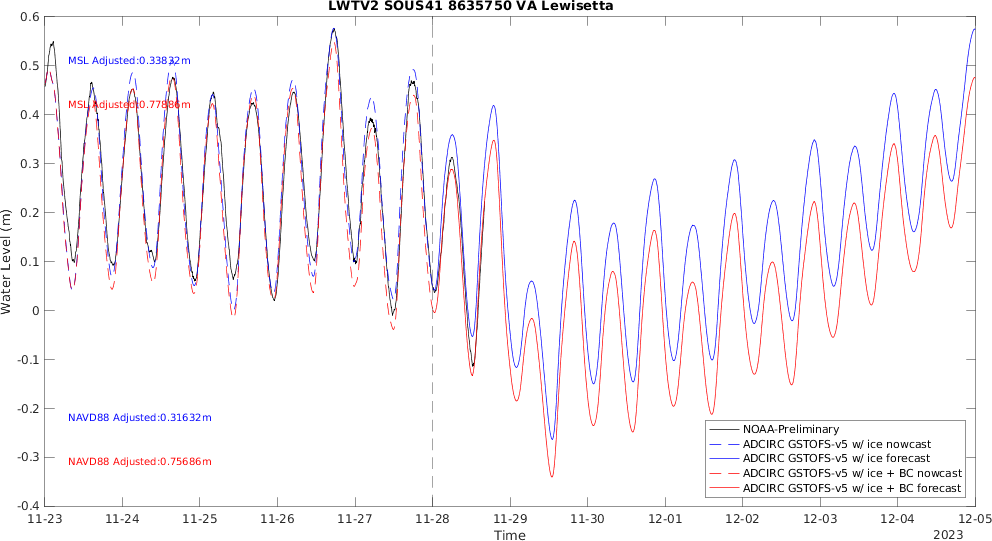 LWTV2 SOUS41 8635750 VA Lewisetta
0.6
0.5
0.4
0.3
0.2
0.1
0
-0.1
-0.2
-0.3
-0.4
Water Level (m)
MSL Adjusted:0.33832m
MSL Adjusted:0.77886m
NAVD88 Adjusted:0.31632m
NAVD88 Adjusted:0.75686m
NOAA-Preliminary
ADCIRC GSTOFS-v5 w/ ice nowcast
ADCIRC GSTOFS-v5 w/ ice forecast
ADCIRC GSTOFS-v5 w/ ice + BC nowcast
ADCIRC GSTOFS-v5 w/ ice + BC forecast
11-23 11-24 11-25 11-26 11-27 11-28 11-29 11-30 12-01 12-02 12-03 12-04 12-05
Time
2023